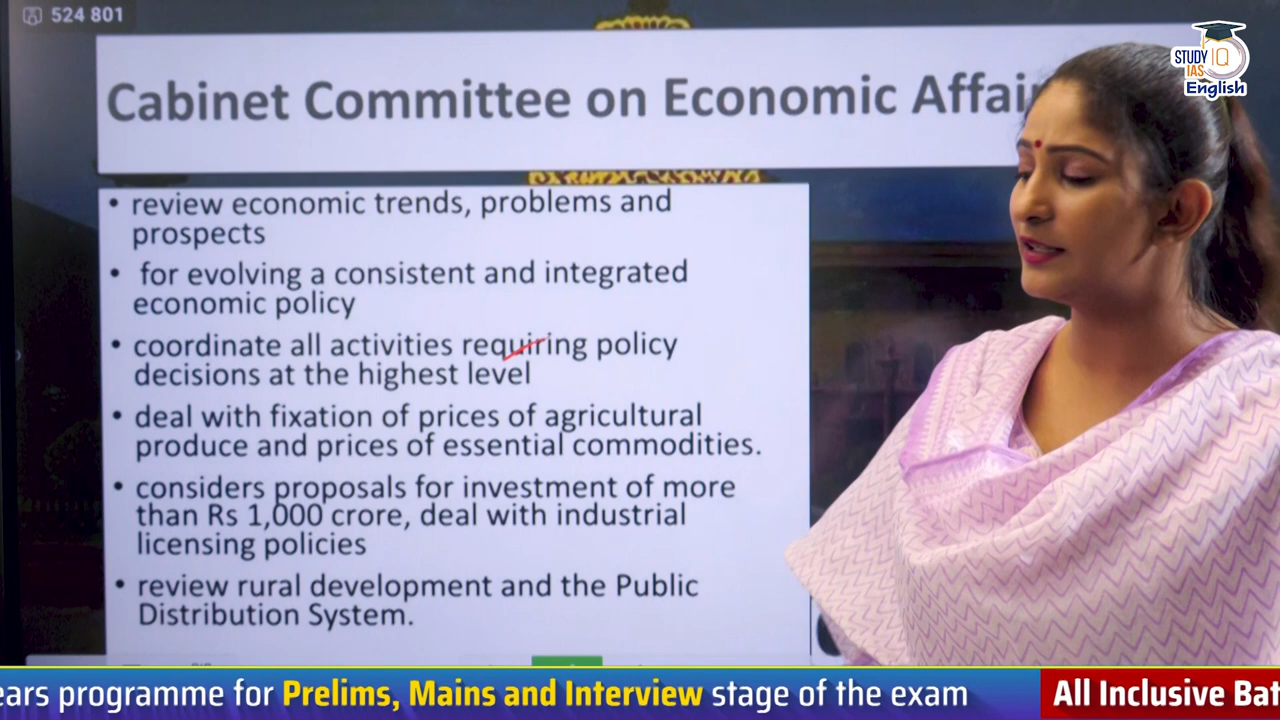 524 801
STUDY IQ
IAS
English
Cabinet Committee on Economic Affai
• review economic trends, problems and
prospects
• for evolving a consistent and integrated
economic policy
• coordinate all activities requiring policy
decisions at the highest level
• deal with fixation of prices of agricultural
produce and prices of essential commodities.
• considers proposals for investment of more
than Rs 1,000 crore, deal with industrial
licensing policies
• review rural development and the Public
Distribution System.
ears programme for Prelims, Mains and Interview stage of the exam
All Inclusive Bat